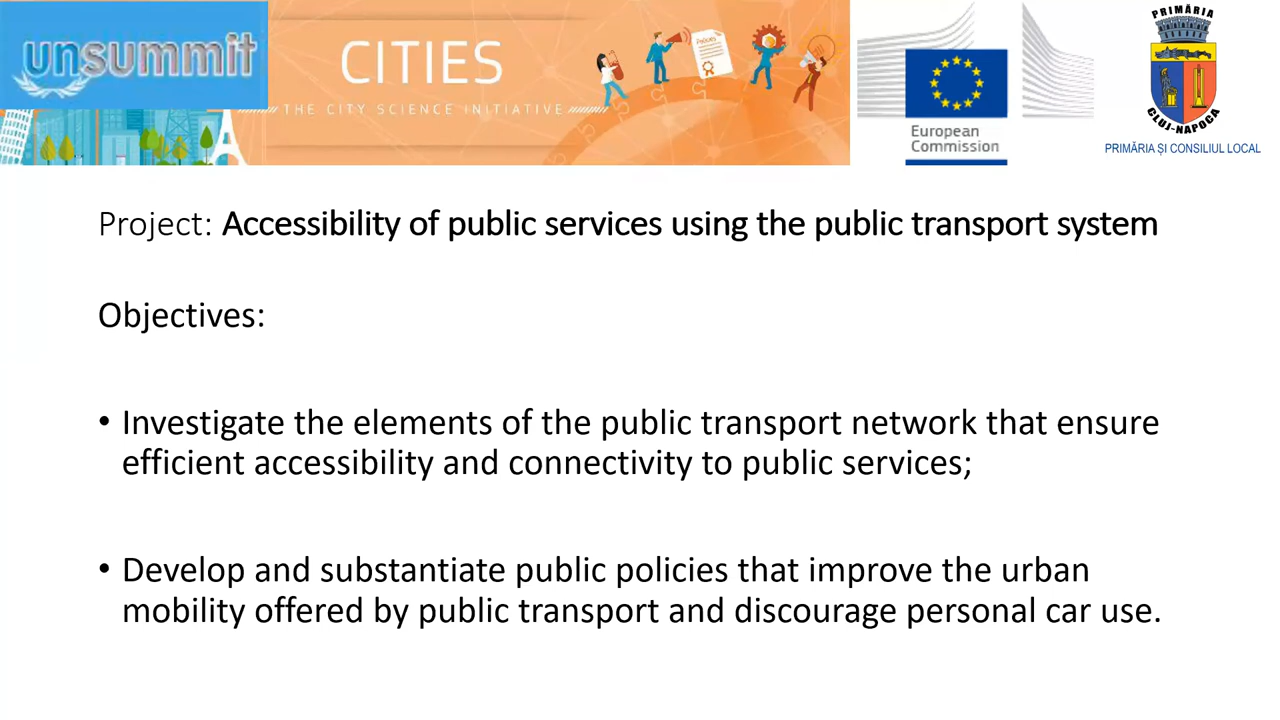 unsummit
CITIES
THE CITY SCIENCE INITIATIVE
Policies
European
Commission
PRIMĂRIA
CLUJ-NAPOCA
PRIMĂRIA ȘI CONSILIUL LOCAL
Project: Accessibility of public services using the public transport system
Objectives:
• Investigate the elements of the public transport network that ensure
efficient accessibility and connectivity to public services;
• Develop and substantiate public policies that improve the urban
mobility offered by public transport and discourage personal car use.